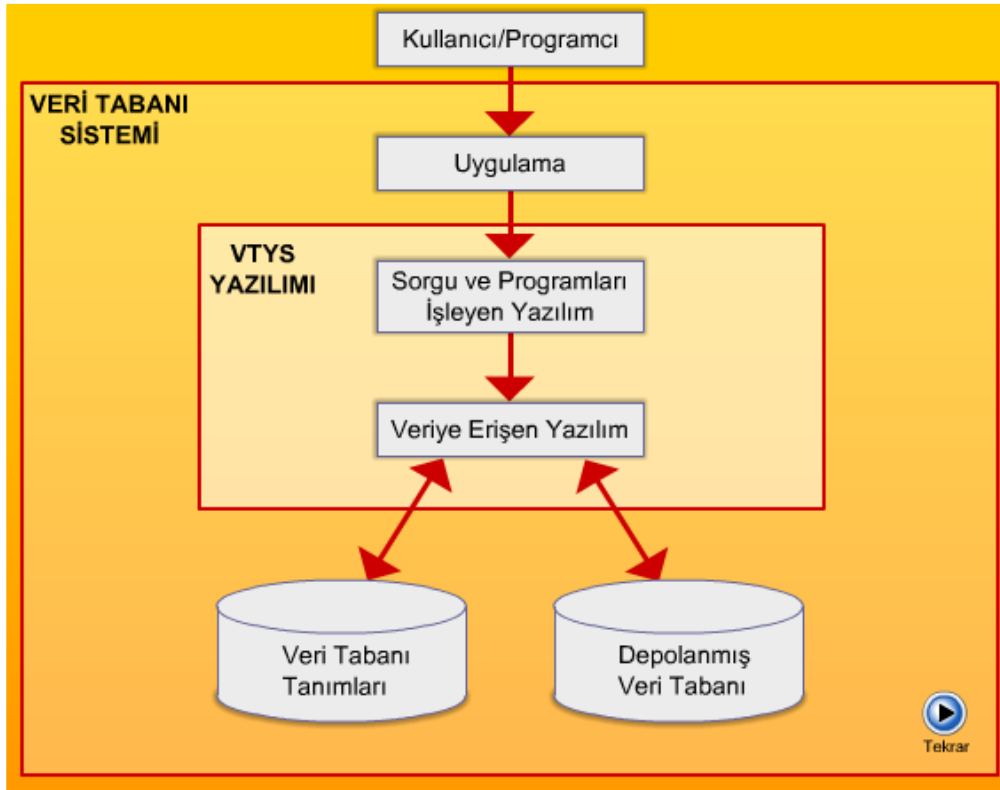 Kullanıcı/Programcı
VERİ TABANI
SİSTEMİ
Uygulama
VTYS
YAZILIMI
Sorgu ve Programları
İşleyen Yazılım
Veriye Erişen Yazılım
Veri Tabanı
Tanımları
Depolanmış
Veri Tabanı
Tekrar